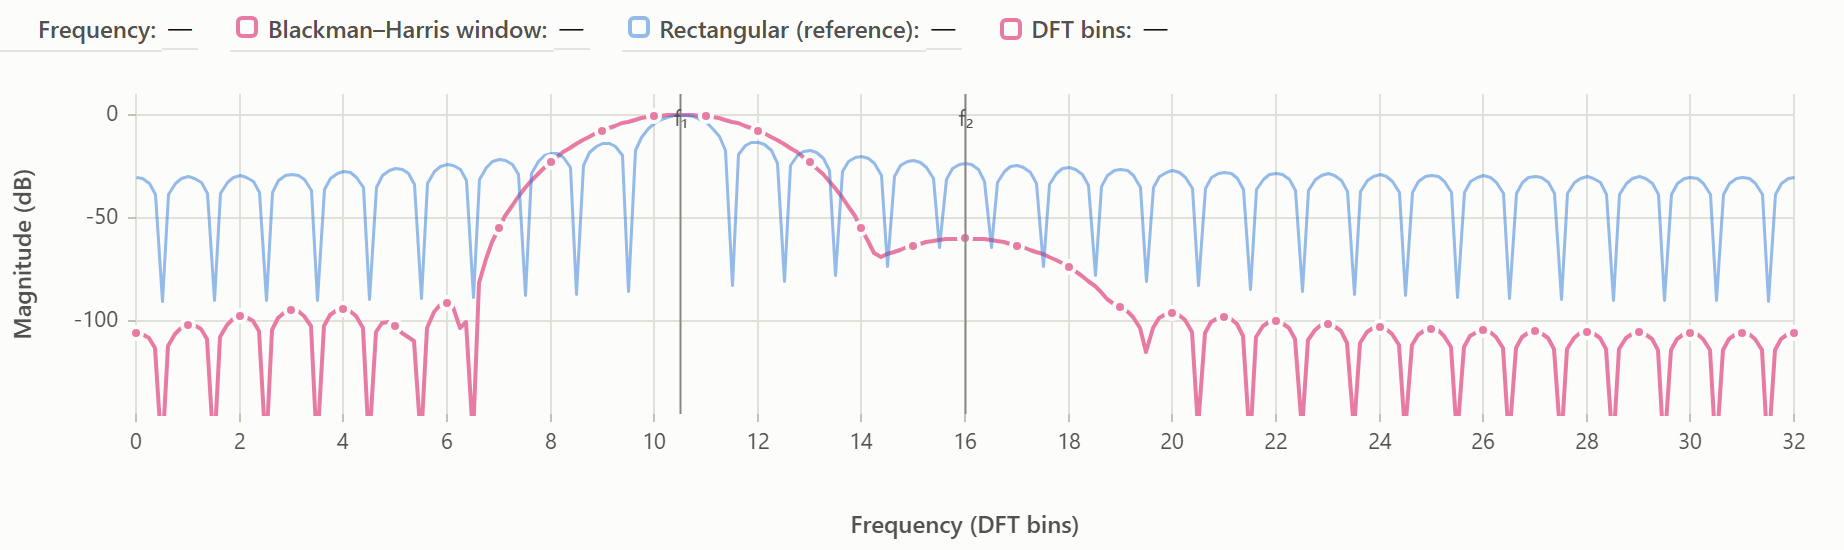 Frequency: — Blackman–Harris window: — Rectangular (reference): — DFT bins: —
Magnitude (dB)
0
-50
-100
f₁
f₂
0 2 4 6 8 10 12 14 16 18 20 22 24 26 28 30 32
Frequency (DFT bins)